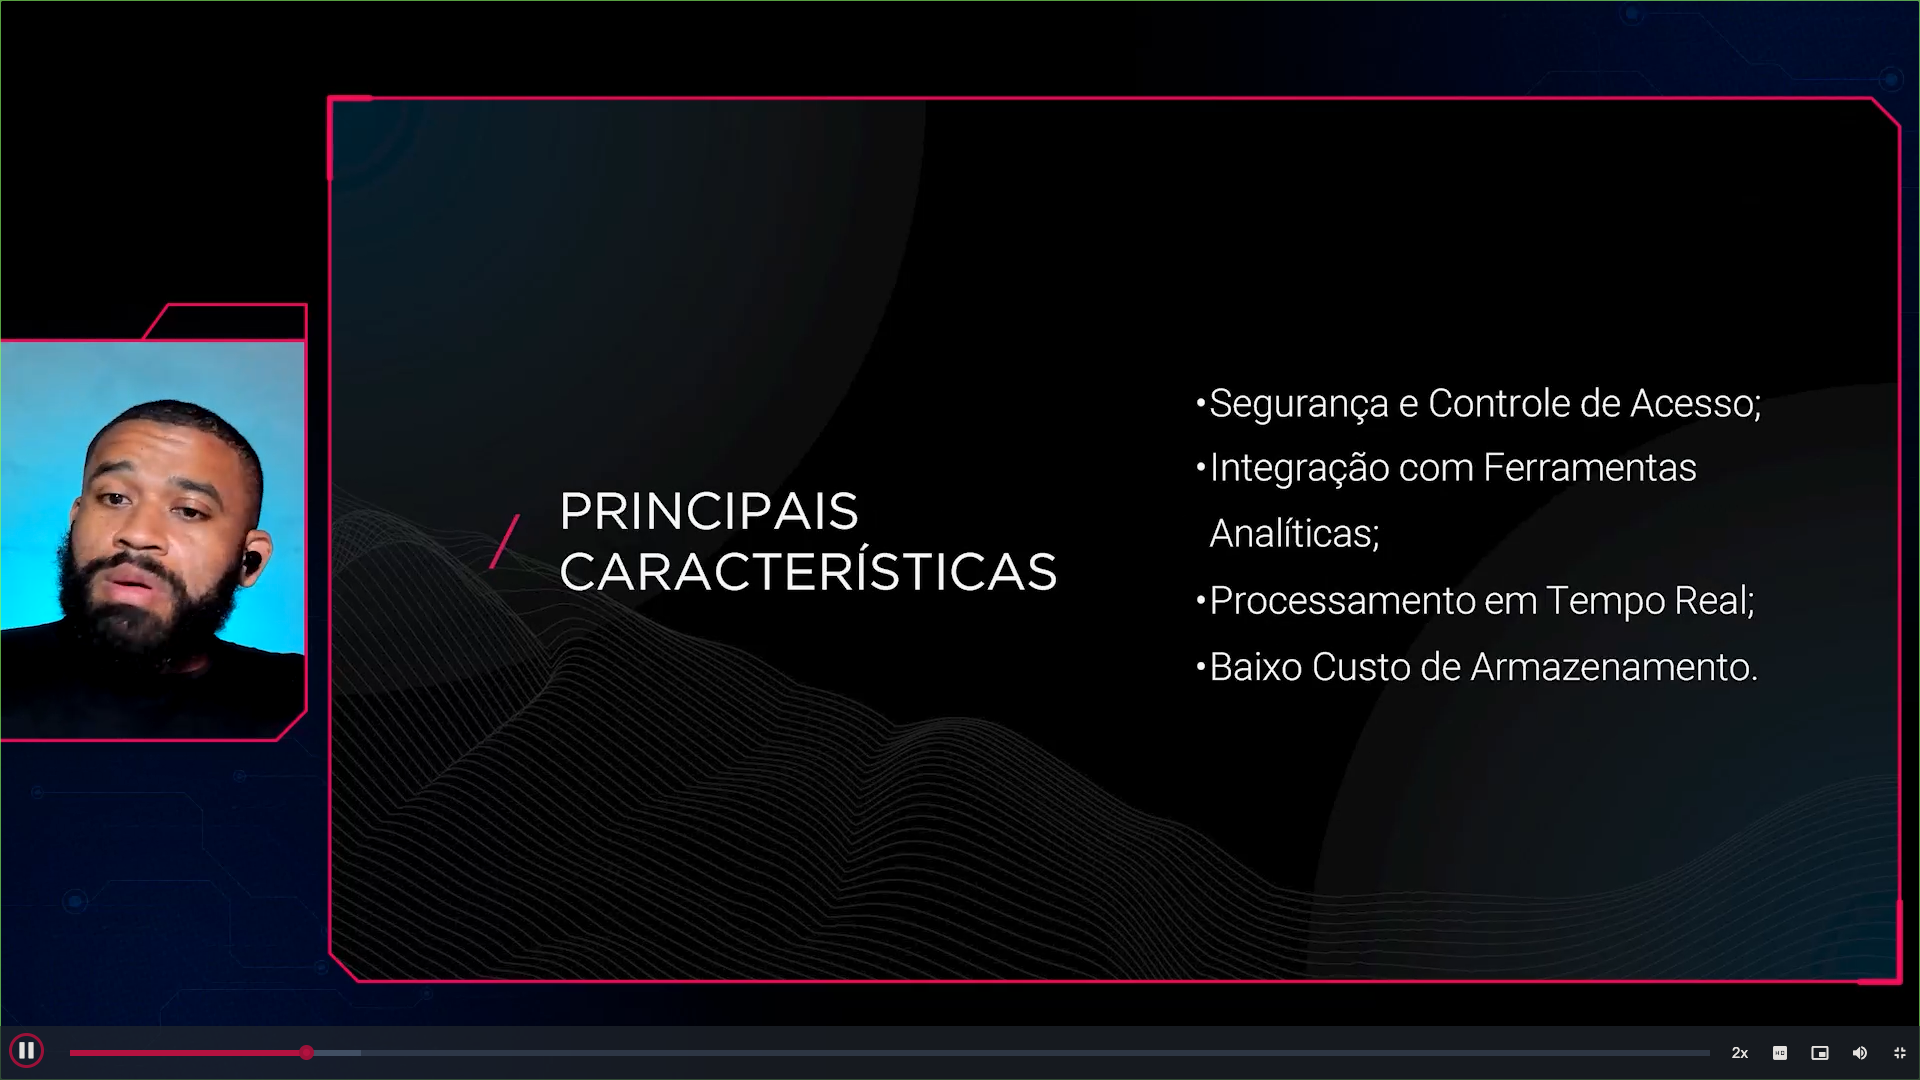 PRINCIPAIS
CARACTERÍSTICAS
•Segurança e Controle de Acesso;
•Integração com Ferramentas
Analíticas;
•Processamento em Tempo Real;
•Baixo Custo de Armazenamento.
2x
HD